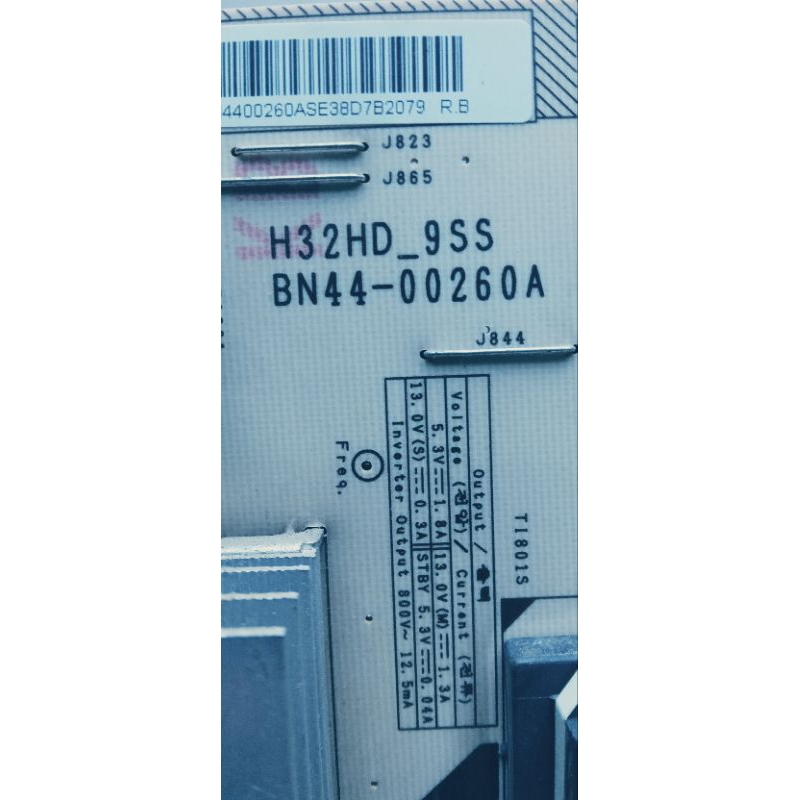 4400260ASE38D7B2079 R.B
J823
J865
H32HD_9SS
BN44-00260A
J844
Output / 출력
Voltage (전압) / Current (전류)
5.3V⎓1.8A 13.0V(M)⎓1.3A
13.0V(S)⎓0.3A STBY 5.3V⎓0.04A
Inverter Output 800V~ 12.5mA
Freq.
T1801S